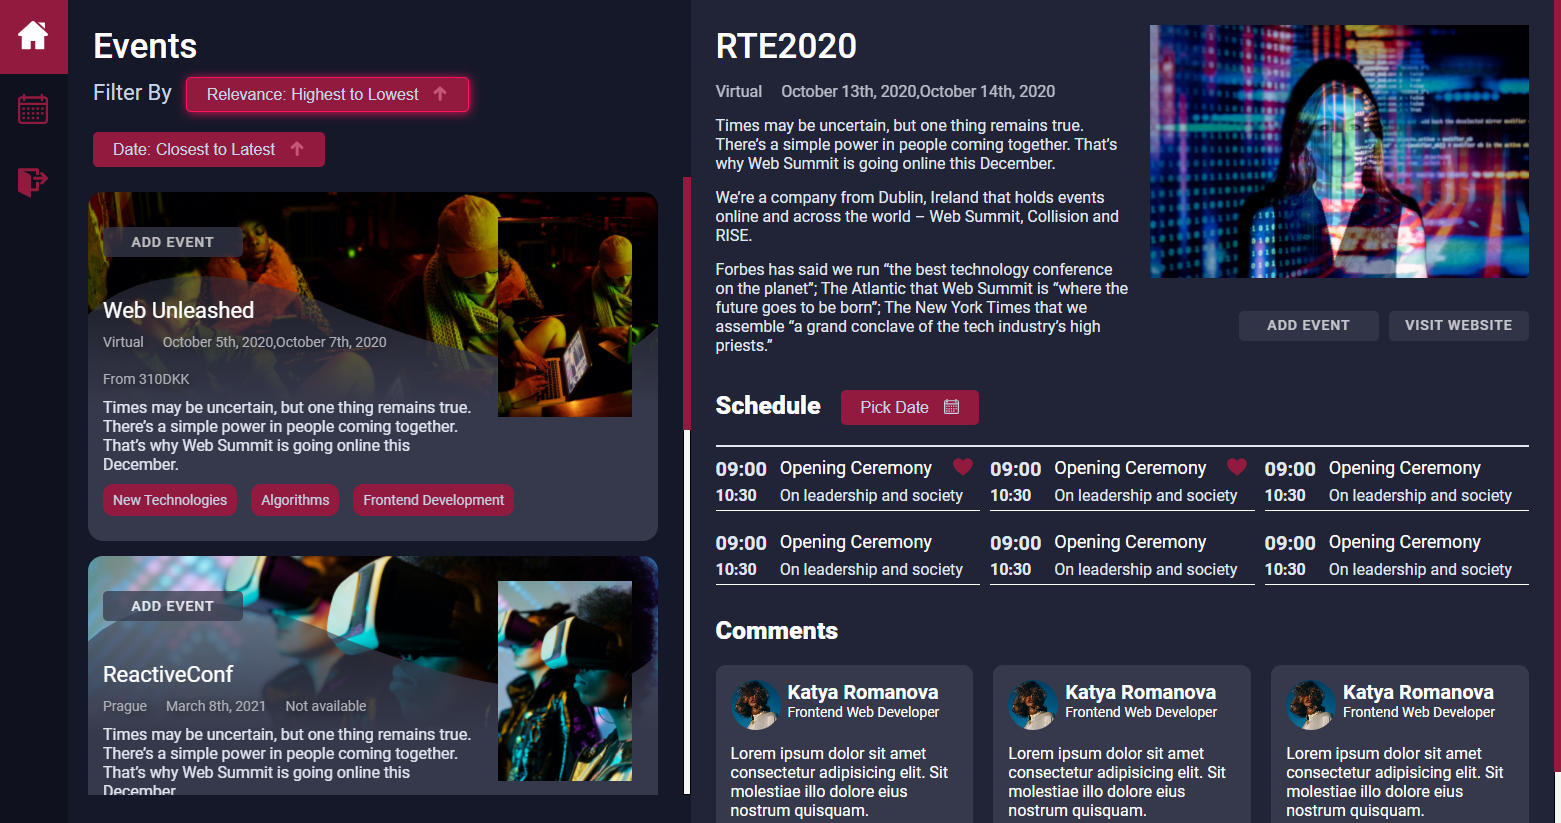 Events
Filter By
Relevance: Highest to Lowest
Date: Closest to Latest
ADD EVENT
Web Unleashed
Virtual October 5th, 2020,October 7th, 2020
From 310DKK
Times may be uncertain, but one thing remains true.
There’s a simple power in people coming together.
That’s why Web Summit is going online this
December.
New Technologies
Algorithms
Frontend Development
ADD EVENT
ReactiveConf
Prague March 8th, 2021 Not available
Times may be uncertain, but one thing remains true.
There’s a simple power in people coming together.
That’s why Web Summit is going online this
December.
RTE2020
Virtual October 13th, 2020,October 14th, 2020
Times may be uncertain, but one thing remains true.
There’s a simple power in people coming together. That’s
why Web Summit is going online this December.
We’re a company from Dublin, Ireland that holds events
online and across the world – Web Summit, Collision and
RISE.
Forbes has said we run “the best technology conference
on the planet”; The Atlantic that Web Summit is “where the
future goes to be born”; The New York Times that we
assemble “a grand conclave of the tech industry’s high
priests.”
ADD EVENT
VISIT WEBSITE
Schedule
Pick Date
09:00 Opening Ceremony
10:30 On leadership and society
09:00 Opening Ceremony
10:30 On leadership and society
09:00 Opening Ceremony
10:30 On leadership and society
09:00 Opening Ceremony
10:30 On leadership and society
09:00 Opening Ceremony
10:30 On leadership and society
09:00 Opening Ceremony
10:30 On leadership and society
Comments
Katya Romanova
Frontend Web Developer
Lorem ipsum dolor sit amet
consectetur adipisicing elit. Sit
molestiae illo dolore eius
nostrum quisquam.
Katya Romanova
Frontend Web Developer
Lorem ipsum dolor sit amet
consectetur adipisicing elit. Sit
molestiae illo dolore eius
nostrum quisquam.
Katya Romanova
Frontend Web Developer
Lorem ipsum dolor sit amet
consectetur adipisicing elit. Sit
molestiae illo dolore eius
nostrum quisquam.